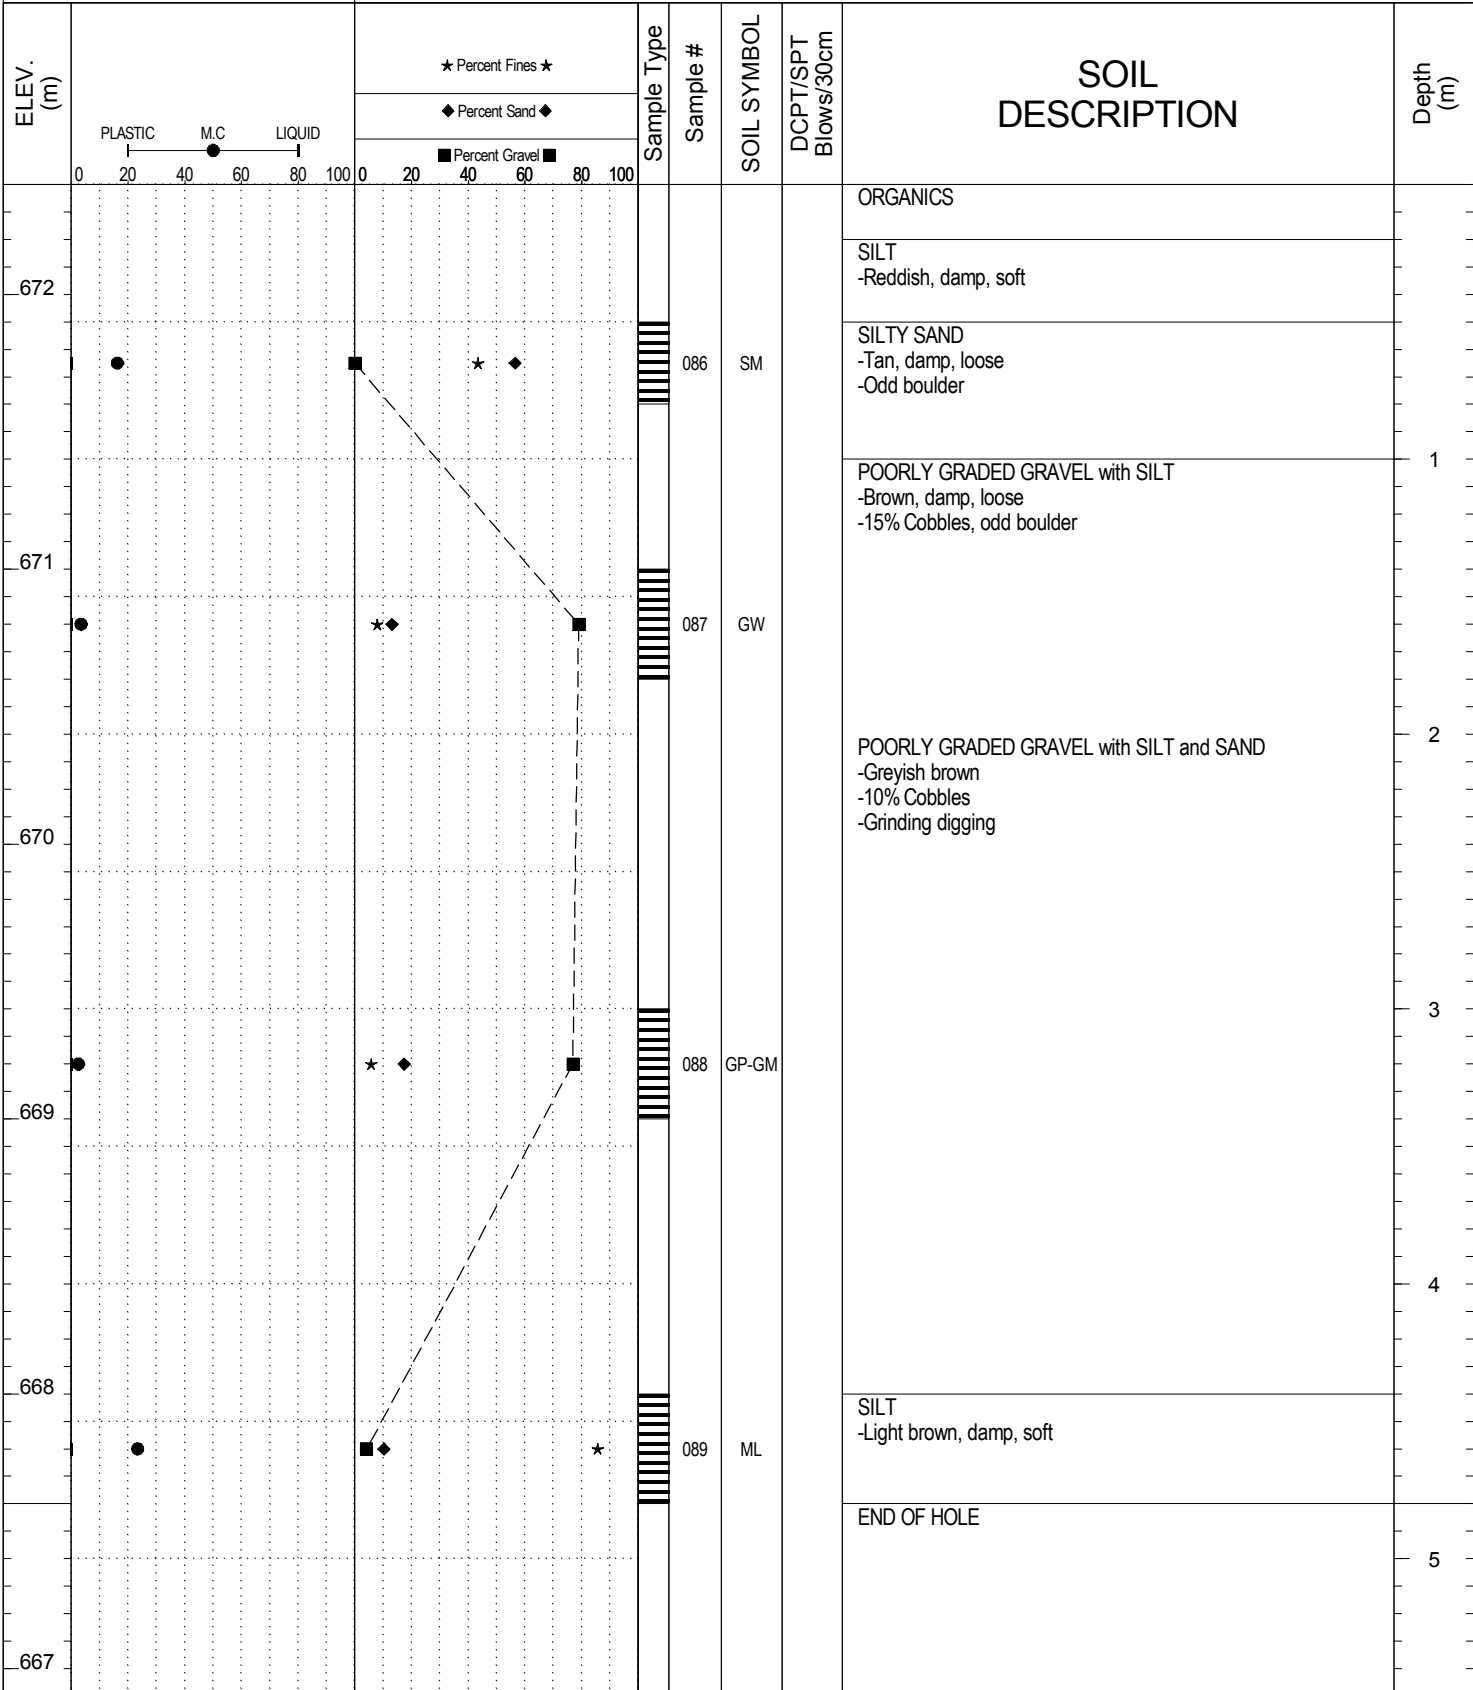 ELEV.
(m)
PLASTIC M.C LIQUID
0 20 40 60 80 100
★ Percent Fines ★
◆ Percent Sand ◆
■ Percent Gravel ■
0 20 40 60 80 100
Sample Type
Sample #
SOIL SYMBOL
DCPT/SPT
Blows/30cm
SOIL
DESCRIPTION
Depth
(m)
ORGANICS
SILT
-Reddish, damp, soft
672
SILTY SAND
-Tan, damp, loose
-Odd boulder
086 SM
1
POORLY GRADED GRAVEL with SILT
-Brown, damp, loose
-15% Cobbles, odd boulder
671
087 GW
2
POORLY GRADED GRAVEL with SILT and SAND
-Greyish brown
-10% Cobbles
-Grinding digging
670
3
088 GP-GM
669
4
668
SILT
-Light brown, damp, soft
089 ML
END OF HOLE
5
667